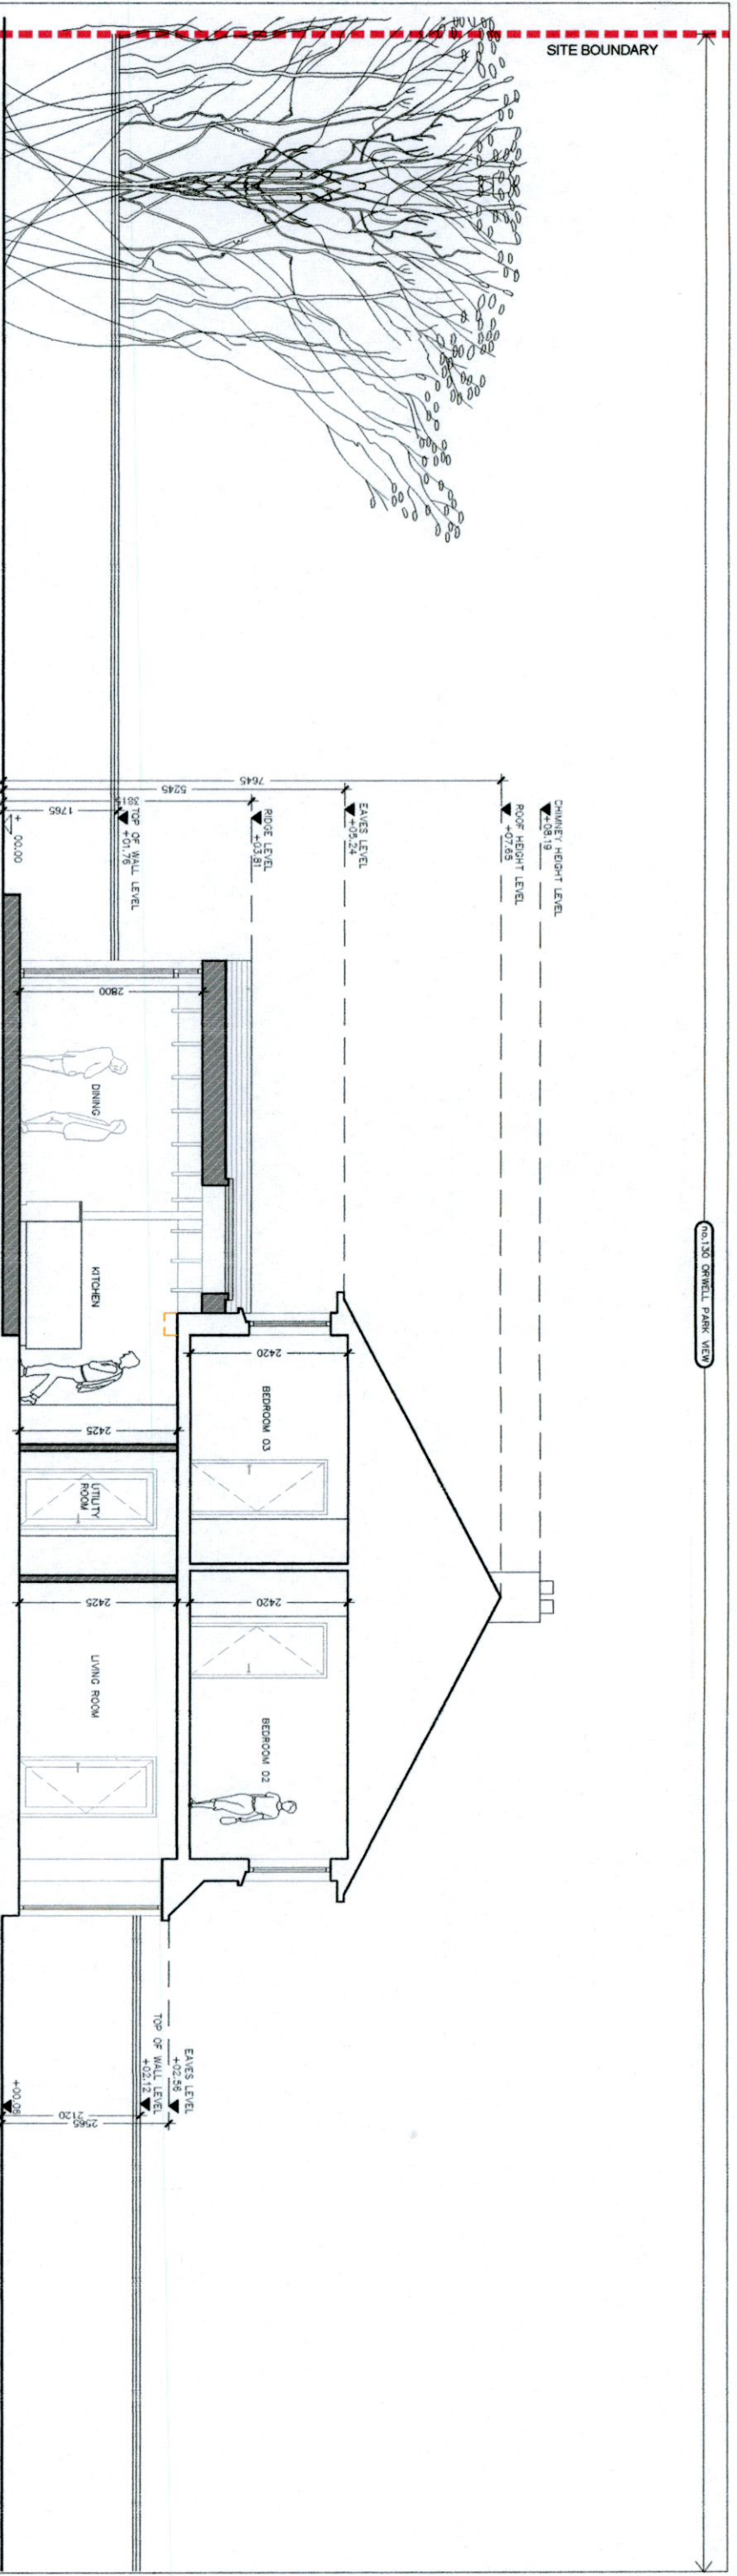 SITE BOUNDARY
no.130 ORWELL PARK VIEW
CHIMNEY HEIGHT LEVEL
+08.19
ROOF HEIGHT LEVEL
+07.65
EAVES LEVEL
+05.24
RIDGE LEVEL
+03.81
TOP OF WALL LEVEL
+01.76
+ 00.00
7645
5245
3815
1765
2800
DINING
KITCHEN
2420
BEDROOM 03
2425
UTILITY
ROOM
2425
2420
LIVING ROOM
BEDROOM 02
EAVES LEVEL
+02.56
TOP OF WALL LEVEL
+02.12
+00.06
2120
2565